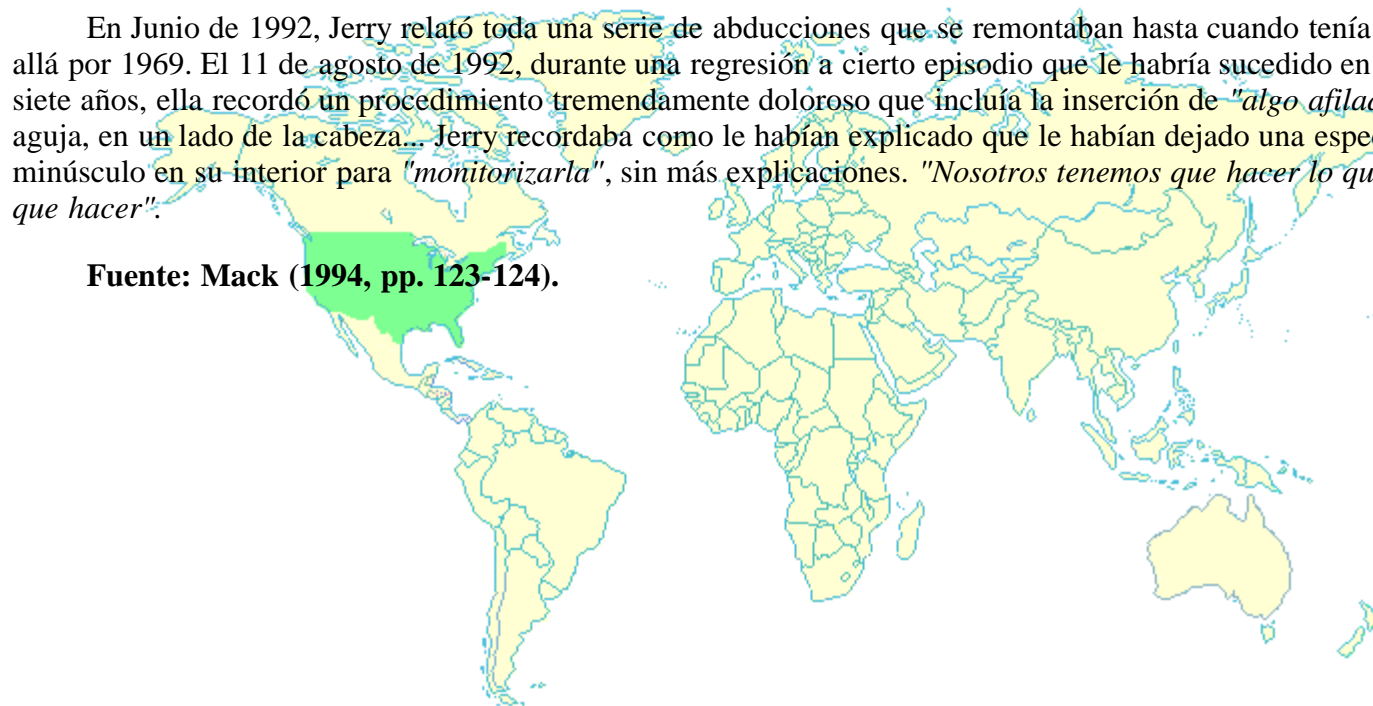 En Junio de 1992, Jerry relató toda una serie de abducciones que se remontaban hasta cuando tenía
allá por 1969. El 11 de agosto de 1992, durante una regresión a cierto episodio que le habría sucedido en
siete años, ella recordó un procedimiento tremendamente doloroso que incluía la inserción de "algo afilad
aguja, en un lado de la cabeza... Jerry recordaba como le habían explicado que le habían dejado una espe
minúsculo en su interior para "monitorizarla", sin más explicaciones. "Nosotros tenemos que hacer lo qu
que hacer".
Fuente: Mack (1994, pp. 123-124).